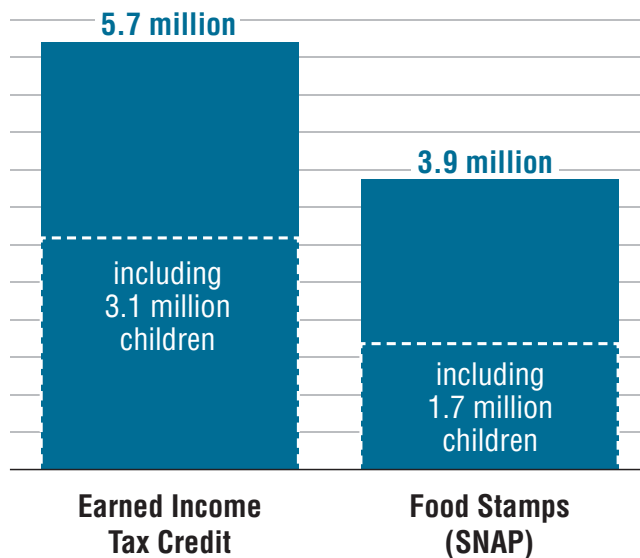 5.7 million
including
3.1 million
children
3.9 million
including
1.7 million
children
Earned Income
Tax Credit
Food Stamps
(SNAP)